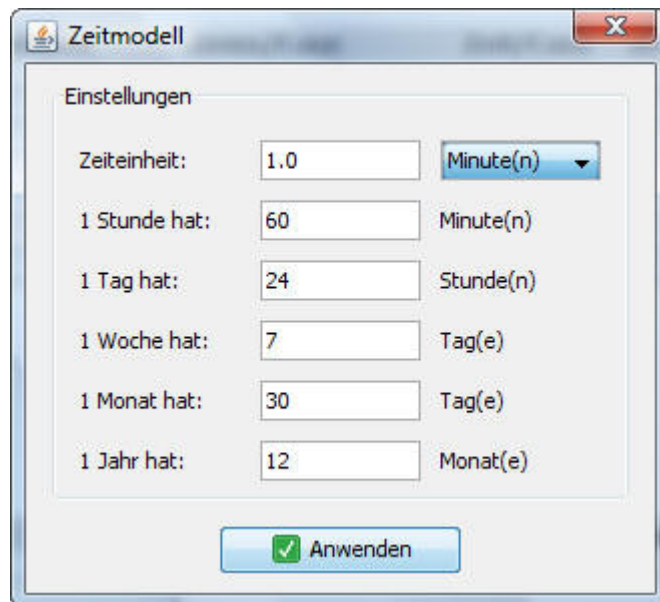 Zeitmodell
Einstellungen
Zeiteinheit: 1.0 Minute(n)
1 Stunde hat: 60 Minute(n)
1 Tag hat: 24 Stunde(n)
1 Woche hat: 7 Tag(e)
1 Monat hat: 30 Tag(e)
1 Jahr hat: 12 Monat(e)
Anwenden